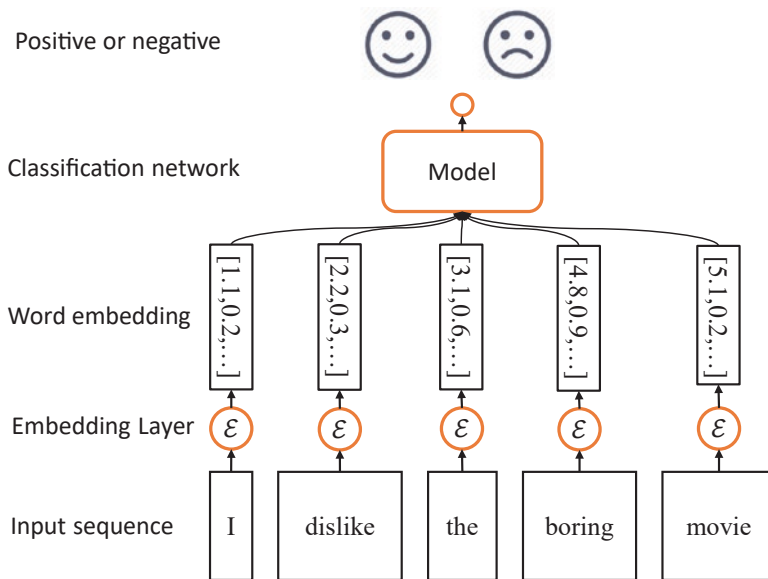 Positive or negative
Classification network
Model
Word embedding
[1.1,0.2,…]
[2.2,0.3,…]
[3.1,0.6,…]
[4.8,0.9,…]
[5.1,0.2,…]
Embedding Layer
ℰ ℰ ℰ ℰ ℰ
Input sequence
I dislike the boring movie